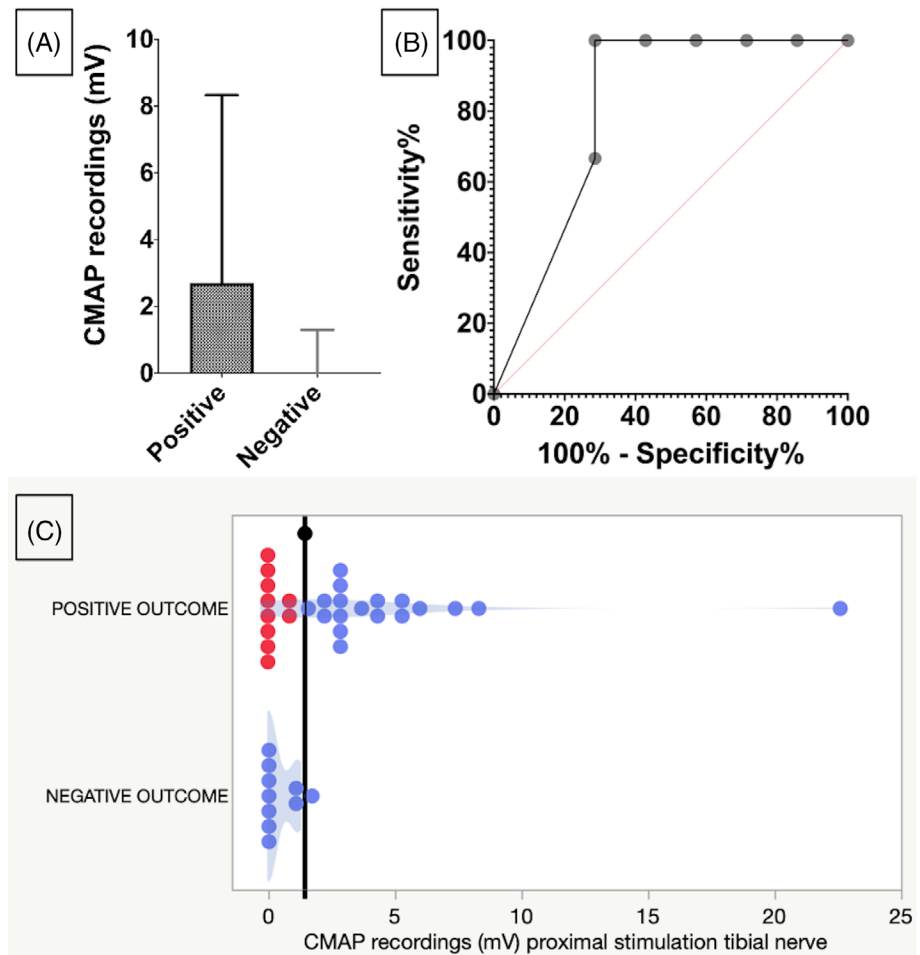 (A)
CMAP recordings (mV)
10
8
6
4
2
0
Positive
Negative
(B)
Sensitivity%
100
80
60
40
20
0
0 20 40 60 80 100
100% - Specificity%
(C)
POSITIVE OUTCOME
NEGATIVE OUTCOME
0 5 10 15 20 25
CMAP recordings (mV) proximal stimulation tibial nerve